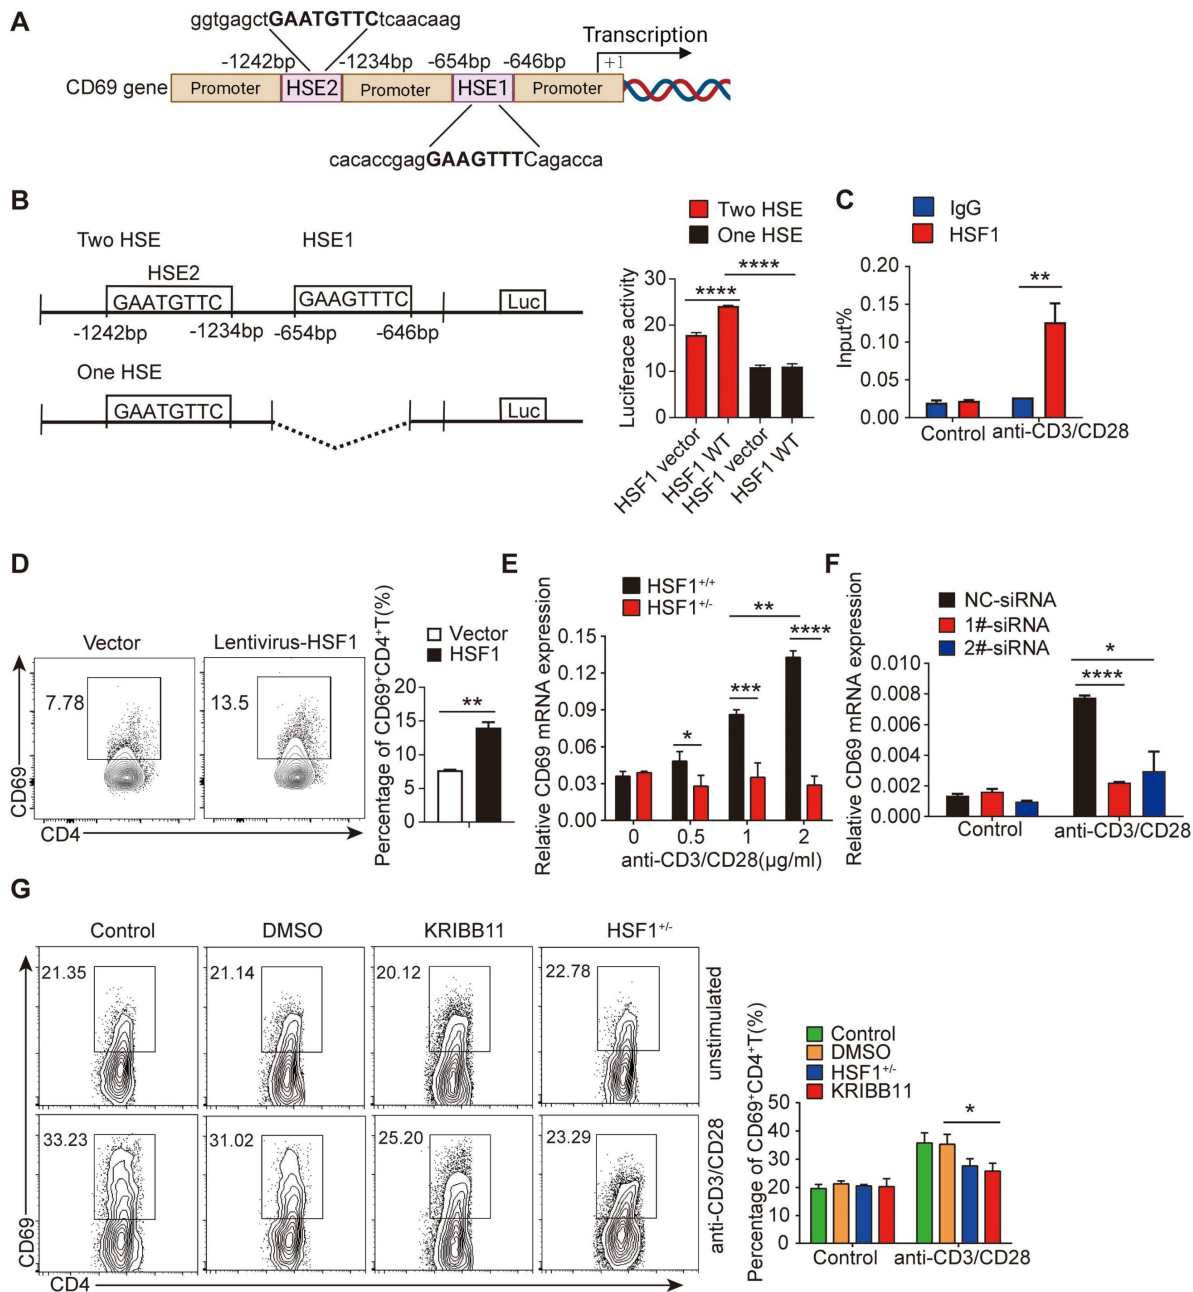 A
ggtgagctGAATGTTCtcaacaag
Transcription
-1242bp -1234bp -654bp -646bp +1
CD69 gene Promoter HSE2 Promoter HSE1 Promoter
cacaccgagGAAGTTTCagacca
B
Two HSE HSE1
HSE2
GAATGTTC GAAGTTTC Luc
-1242bp -1234bp -654bp -646bp
One HSE
GAATGTTC Luc
Two HSE
One HSE
Luciferace activity
30
20
10
0
**** ****
HSF1 vector
HSF1 WT
HSF1 vector
HSF1 WT
C
IgG
HSF1
Input%
0.20
0.15
0.10
0.05
0.00
**
Control anti-CD3/CD28
D
Vector Lentivirus-HSF1
7.78 13.5
CD69
CD4
Percentage of CD69+CD4+T(%)
Vector
HSF1
20
15
10
5
0
**
E
HSF1+/+
HSF1+/-
Relative CD69 mRNA expression
0.15
0.12
0.09
0.06
0.03
0.00
* *** ** ****
0 0.5 1 2
anti-CD3/CD28(μg/ml)
F
NC-siRNA
1#-siRNA
2#-siRNA
Relative CD69 mRNA expression
0.010
0.008
0.006
0.004
0.002
0.000
*
****
Control anti-CD3/CD28
G
Control DMSO KRIBB11 HSF1+/-
21.35 21.14 20.12 22.78
unstimulated
33.23 31.02 25.20 23.29
anti-CD3/CD28
CD69
CD4
Control
DMSO
HSF1+/-
KRIBB11
Percentage of CD69+CD4+T(%)
50
40
30
20
10
0
*
Control anti-CD3/CD28